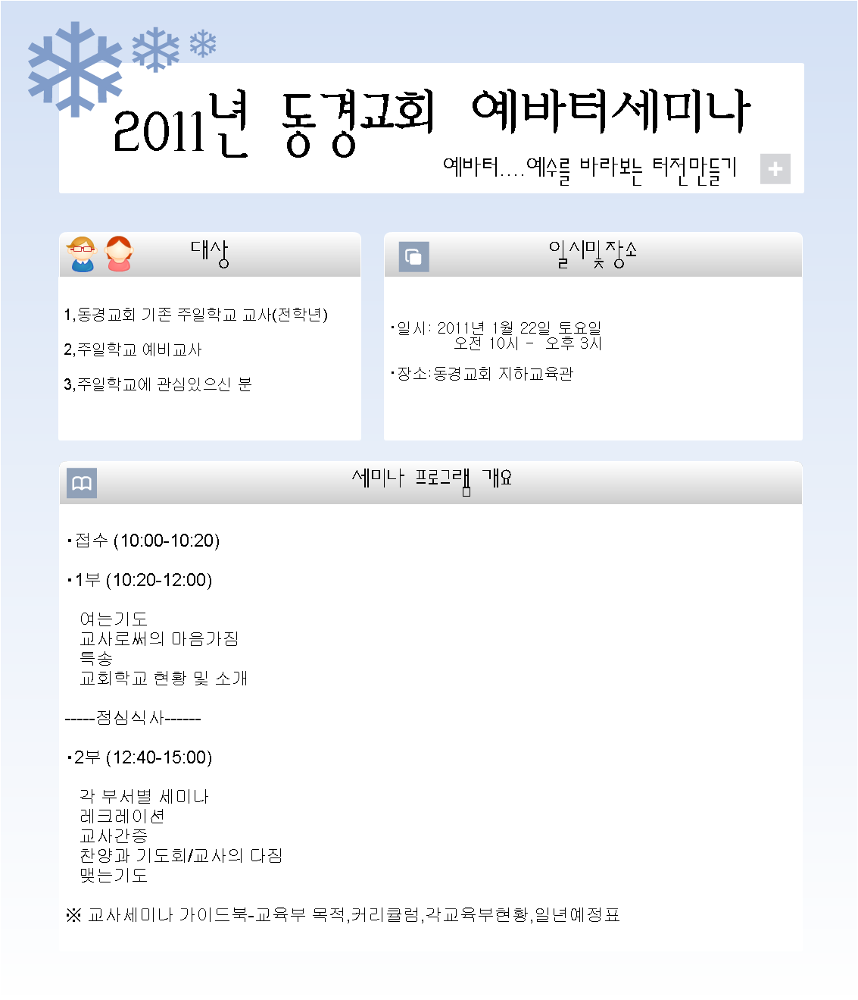 2011년 동경교회 예바터세미나
예바터....예수를 바라보는 터전만들기
대상
1,동경교회 기존 주일학교 교사(전학년)
2,주일학교 예비교사
3,주일학교에 관심있으신 분
일시및장소
·일시: 2011년 1월 22일 토요일
오전 10시 - 오후 3시
·장소:동경교회 지하교육관
세미나 프로그램 개요
·접수 (10:00-10:20)
·1부 (10:20-12:00)
여는기도
교사로써의 마음가짐
특송
교회학교 현황 및 소개
-----점심식사------
·2부 (12:40-15:00)
각 부서별 세미나
레크레이션
교사간증
찬양과 기도회/교사의 다짐
맺는기도
※ 교사세미나 가이드북-교육부 목적,커리큘럼,각교육부현황,일년예정표